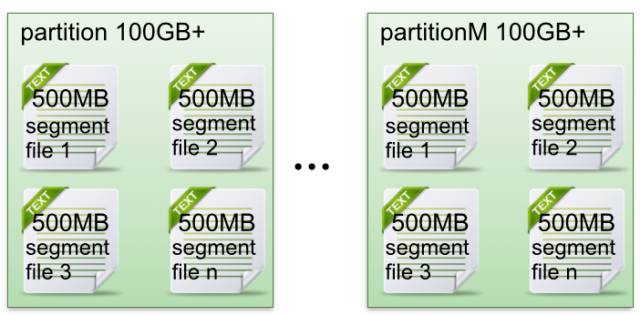 partition 100GB+
TEXT
500MB
segment
file 1
TEXT
500MB
segment
file 2
TEXT
500MB
segment
file 3
TEXT
500MB
segment
file n
...
partitionM 100GB+
TEXT
500MB
segment
file 1
TEXT
500MB
segment
file 2
TEXT
500MB
segment
file 3
TEXT
500MB
segment
file n